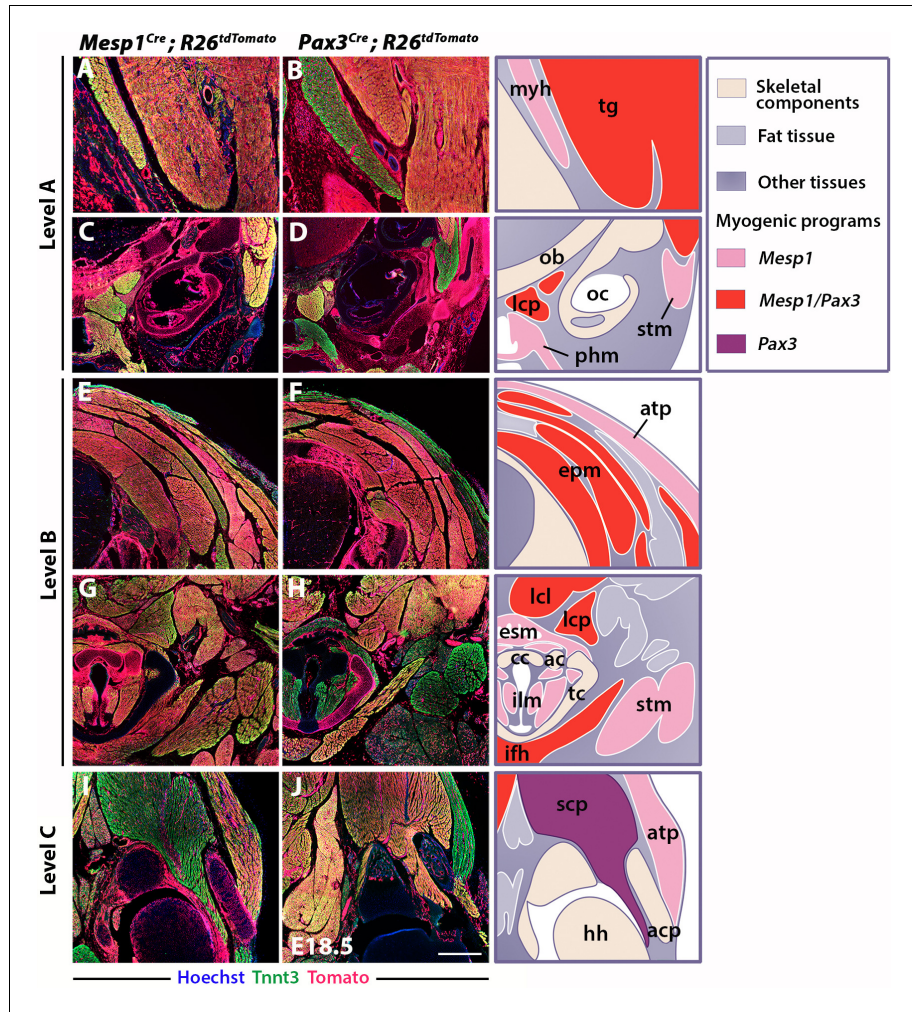 Mesp1Cre ; R26tdTomato
Pax3Cre ; R26tdTomato
Level A
A
B
myh
tg
Skeletal components
Fat tissue
Other tissues
Myogenic programs
Mesp1
Mesp1/Pax3
Pax3
C
D
ob
oc
lcp
stm
phm
Level B
E
F
atp
epm
G
H
lcl
lcp
esm
cc
ac
ilm
tc
stm
ifh
Level C
I
J
E18.5
scp
atp
hh
acp
Hoechst Tnnt3 Tomato